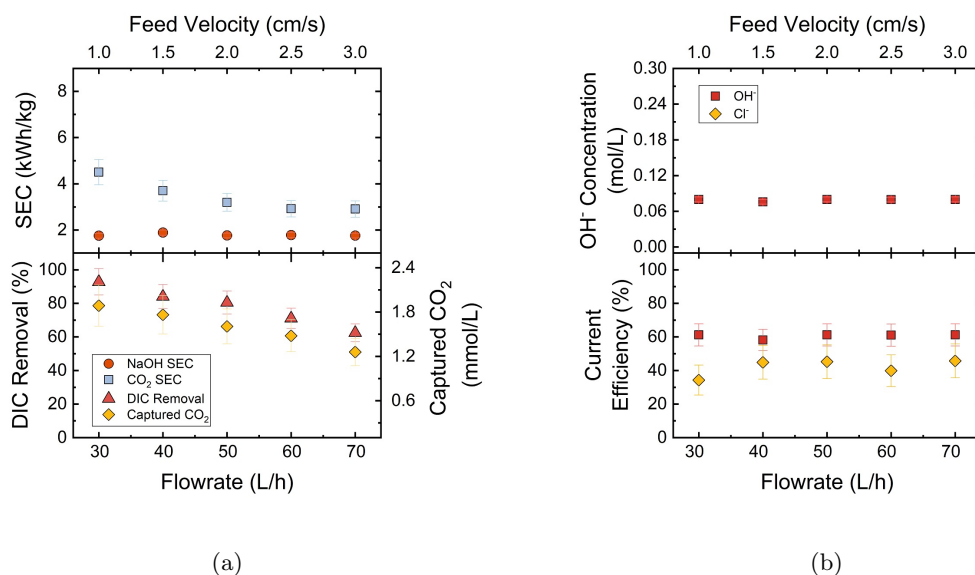 Feed Velocity (cm/s)
1.0 1.5 2.0 2.5 3.0
8
6
4
2
SEC (kWh/kg)
100
80
60
40
20
0
DIC Removal (%)
2.4
1.8
1.2
0.6
Captured CO₂
(mmol/L)
NaOH SEC
CO₂ SEC
DIC Removal
Captured CO₂
30 40 50 60 70
Flowrate (L/h)
(a)
Feed Velocity (cm/s)
1.0 1.5 2.0 2.5 3.0
0.30
0.24
0.18
0.12
0.06
0.00
OH⁻ Concentration
(mol/L)
OH⁻
Cl⁻
100
80
60
40
20
0
Current
Efficiency (%)
30 40 50 60 70
Flowrate (L/h)
(b)